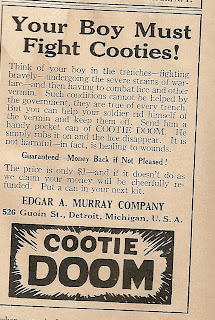 Your Boy Must
Fight Cooties!
Think of your boy in the trenches—fighting
bravely—undergoing the severe strains of war-
fare—and then having to combat lice and other
vermin. Such conditions cannot be helped by
the government, they are true of every trench.
But you can help your soldier rid himself of
the vermin and keep them off. Send him a
handy pocket can of COOTIE DOOM. He
simply rubs it on and the lice disappear. It is
not harmful—in fact, is healing to wounds.
Guaranteed—Money Back if Not Pleased!
The price is only $1—and if it doesn't do as
we claim your money will be cheerfully re-
funded. Put a can in your next kit.
EDGAR A. MURRAY COMPANY
526 Guoin St., Detroit, Michigan, U. S. A.
COOTIE
DOOM